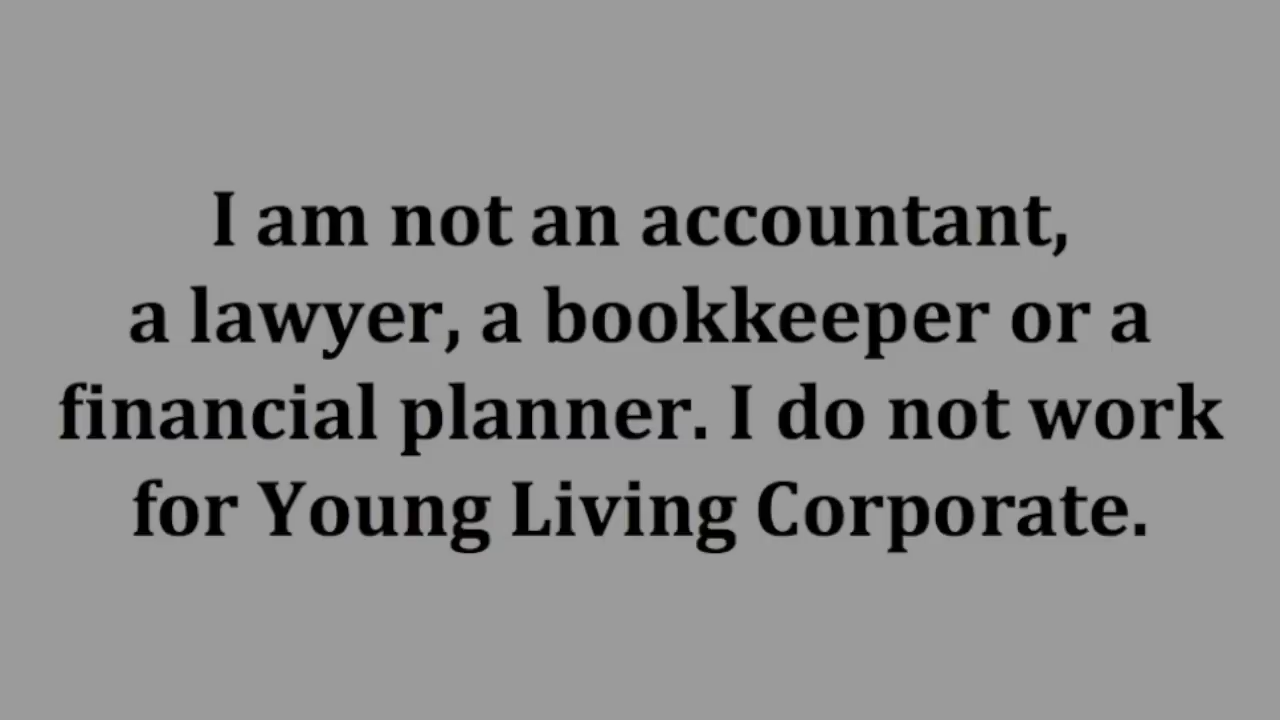 I am not an accountant,
a lawyer, a bookkeeper or a
financial planner. I do not work
for Young Living Corporate.